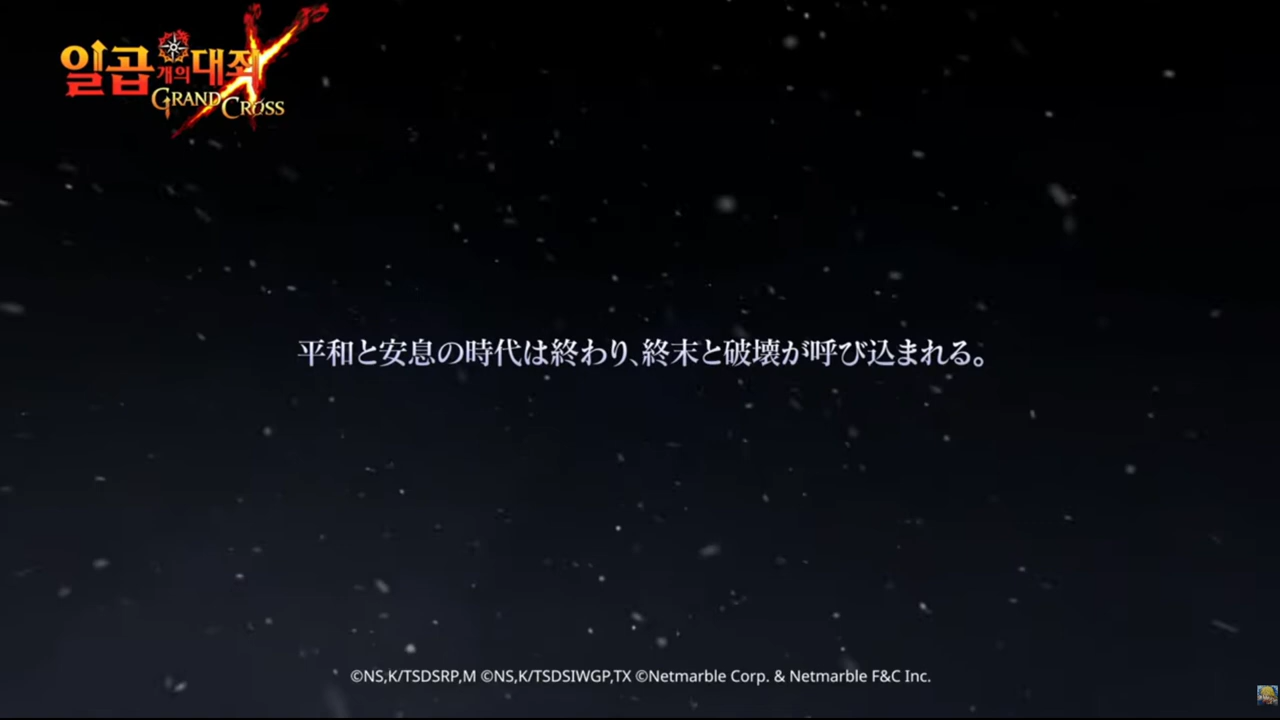 일곱개의대죄
GRAND CROSS
平和と安息の時代は終わり、終末と破壊が呼び込まれる。
©NS,K/TSDSRP,M ©NS,K/TSDSIWGP,TX ©Netmarble Corp. & Netmarble F&C Inc.